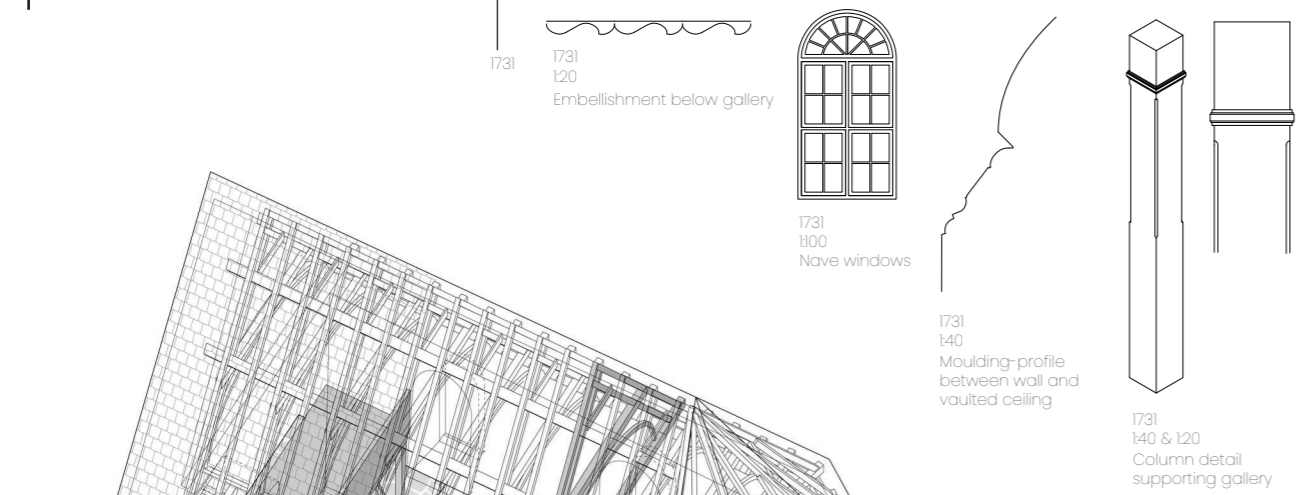 1731
1731
1:20
Embellishment below gallery
1731
1:100
Nave windows
1731
1:40
Moulding-profile
between wall and
vaulted ceiling
1731
1:40 & 1:20
Column detail
supporting gallery